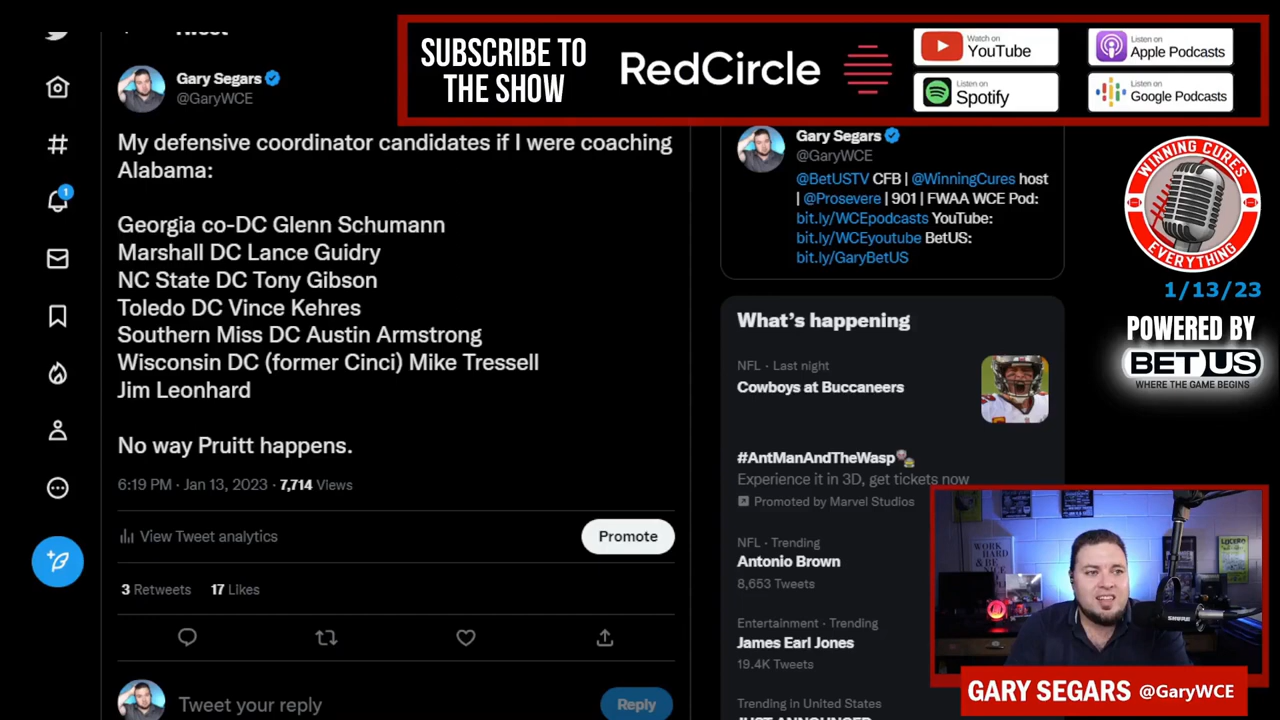 Tweet
Gary Segars
@GaryWCE
My defensive coordinator candidates if I were coaching
Alabama:
Georgia co-DC Glenn Schumann
Marshall DC Lance Guidry
NC State DC Tony Gibson
Toledo DC Vince Kehres
Southern Miss DC Austin Armstrong
Wisconsin DC (former Cinci) Mike Tressell
Jim Leonhard
No way Pruitt happens.
6:19 PM · Jan 13, 2023 · 7,714 Views
View Tweet analytics
Promote
3 Retweets 17 Likes
Tweet your reply
Reply
1
SUBSCRIBE TO
THE SHOW
RedCircle
Watch on
YouTube
Listen on
Spotify
Listen on
Apple Podcasts
Listen on
Google Podcasts
Gary Segars
@GaryWCE
@BetUSTV CFB | @WinningCures host
| @Prosevere | 901 | FWAA WCE Pod:
bit.ly/WCEpodcasts YouTube:
bit.ly/WCEyoutube BetUS:
bit.ly/GaryBetUS
What's happening
NFL · Last night
Cowboys at Buccaneers
#AntManAndTheWasp
Experience it in 3D, get tickets now
Promoted by Marvel Studios
NFL · Trending
Antonio Brown
8,653 Tweets
Entertainment · Trending
James Earl Jones
19.4K Tweets
Trending in United States
JUST ANNOUNCED
WINNING CURES
EVERYTHING
1/13/23
POWERED BY
BETUS
WHERE THE GAME BEGINS
WORK
HARD
& BE
SHURE
GARY SEGARS @GaryWCE